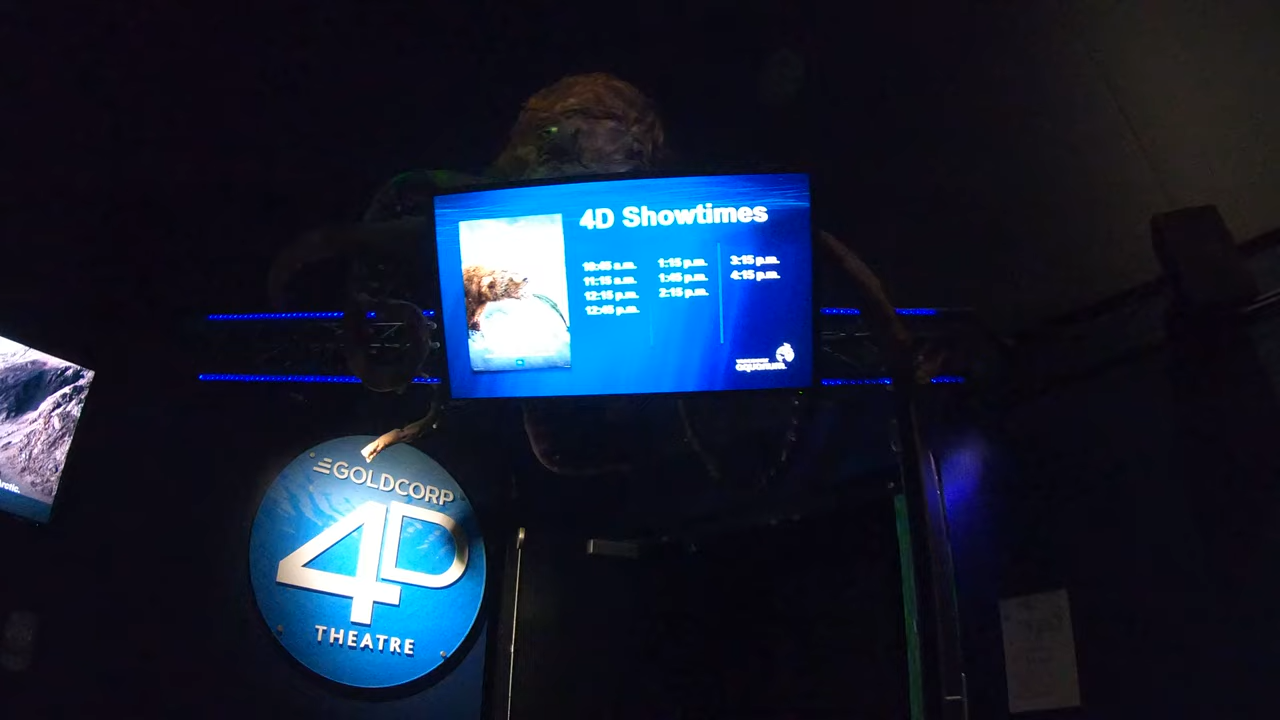 4D Showtimes
10:45 a.m.
11:15 a.m.
12:15 p.m.
12:45 p.m.
1:15 p.m.
1:45 p.m.
2:15 p.m.
3:15 p.m.
4:15 p.m.
aquarium
GOLDCORP
4D
THEATRE
Arctic.